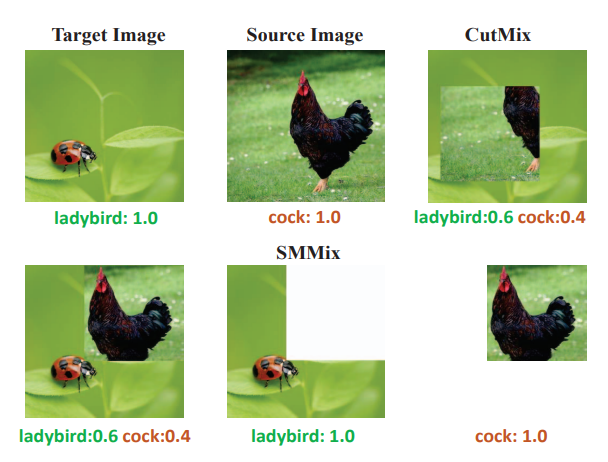 Target Image
Source Image
CutMix
ladybird: 1.0
cock: 1.0
ladybird:0.6 cock:0.4
SMMix
ladybird:0.6 cock:0.4
ladybird: 1.0
cock: 1.0